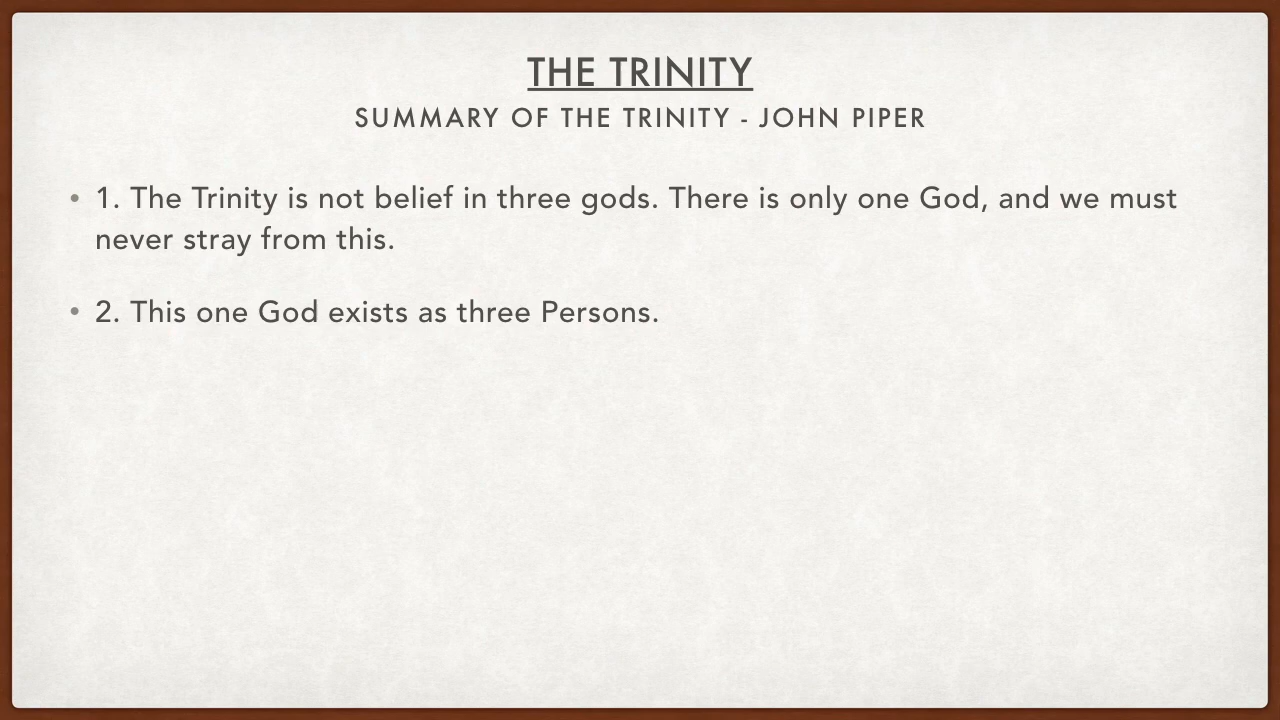 THE TRINITY
SUMMARY OF THE TRINITY - JOHN PIPER
• 1. The Trinity is not belief in three gods. There is only one God, and we must
never stray from this.
• 2. This one God exists as three Persons.